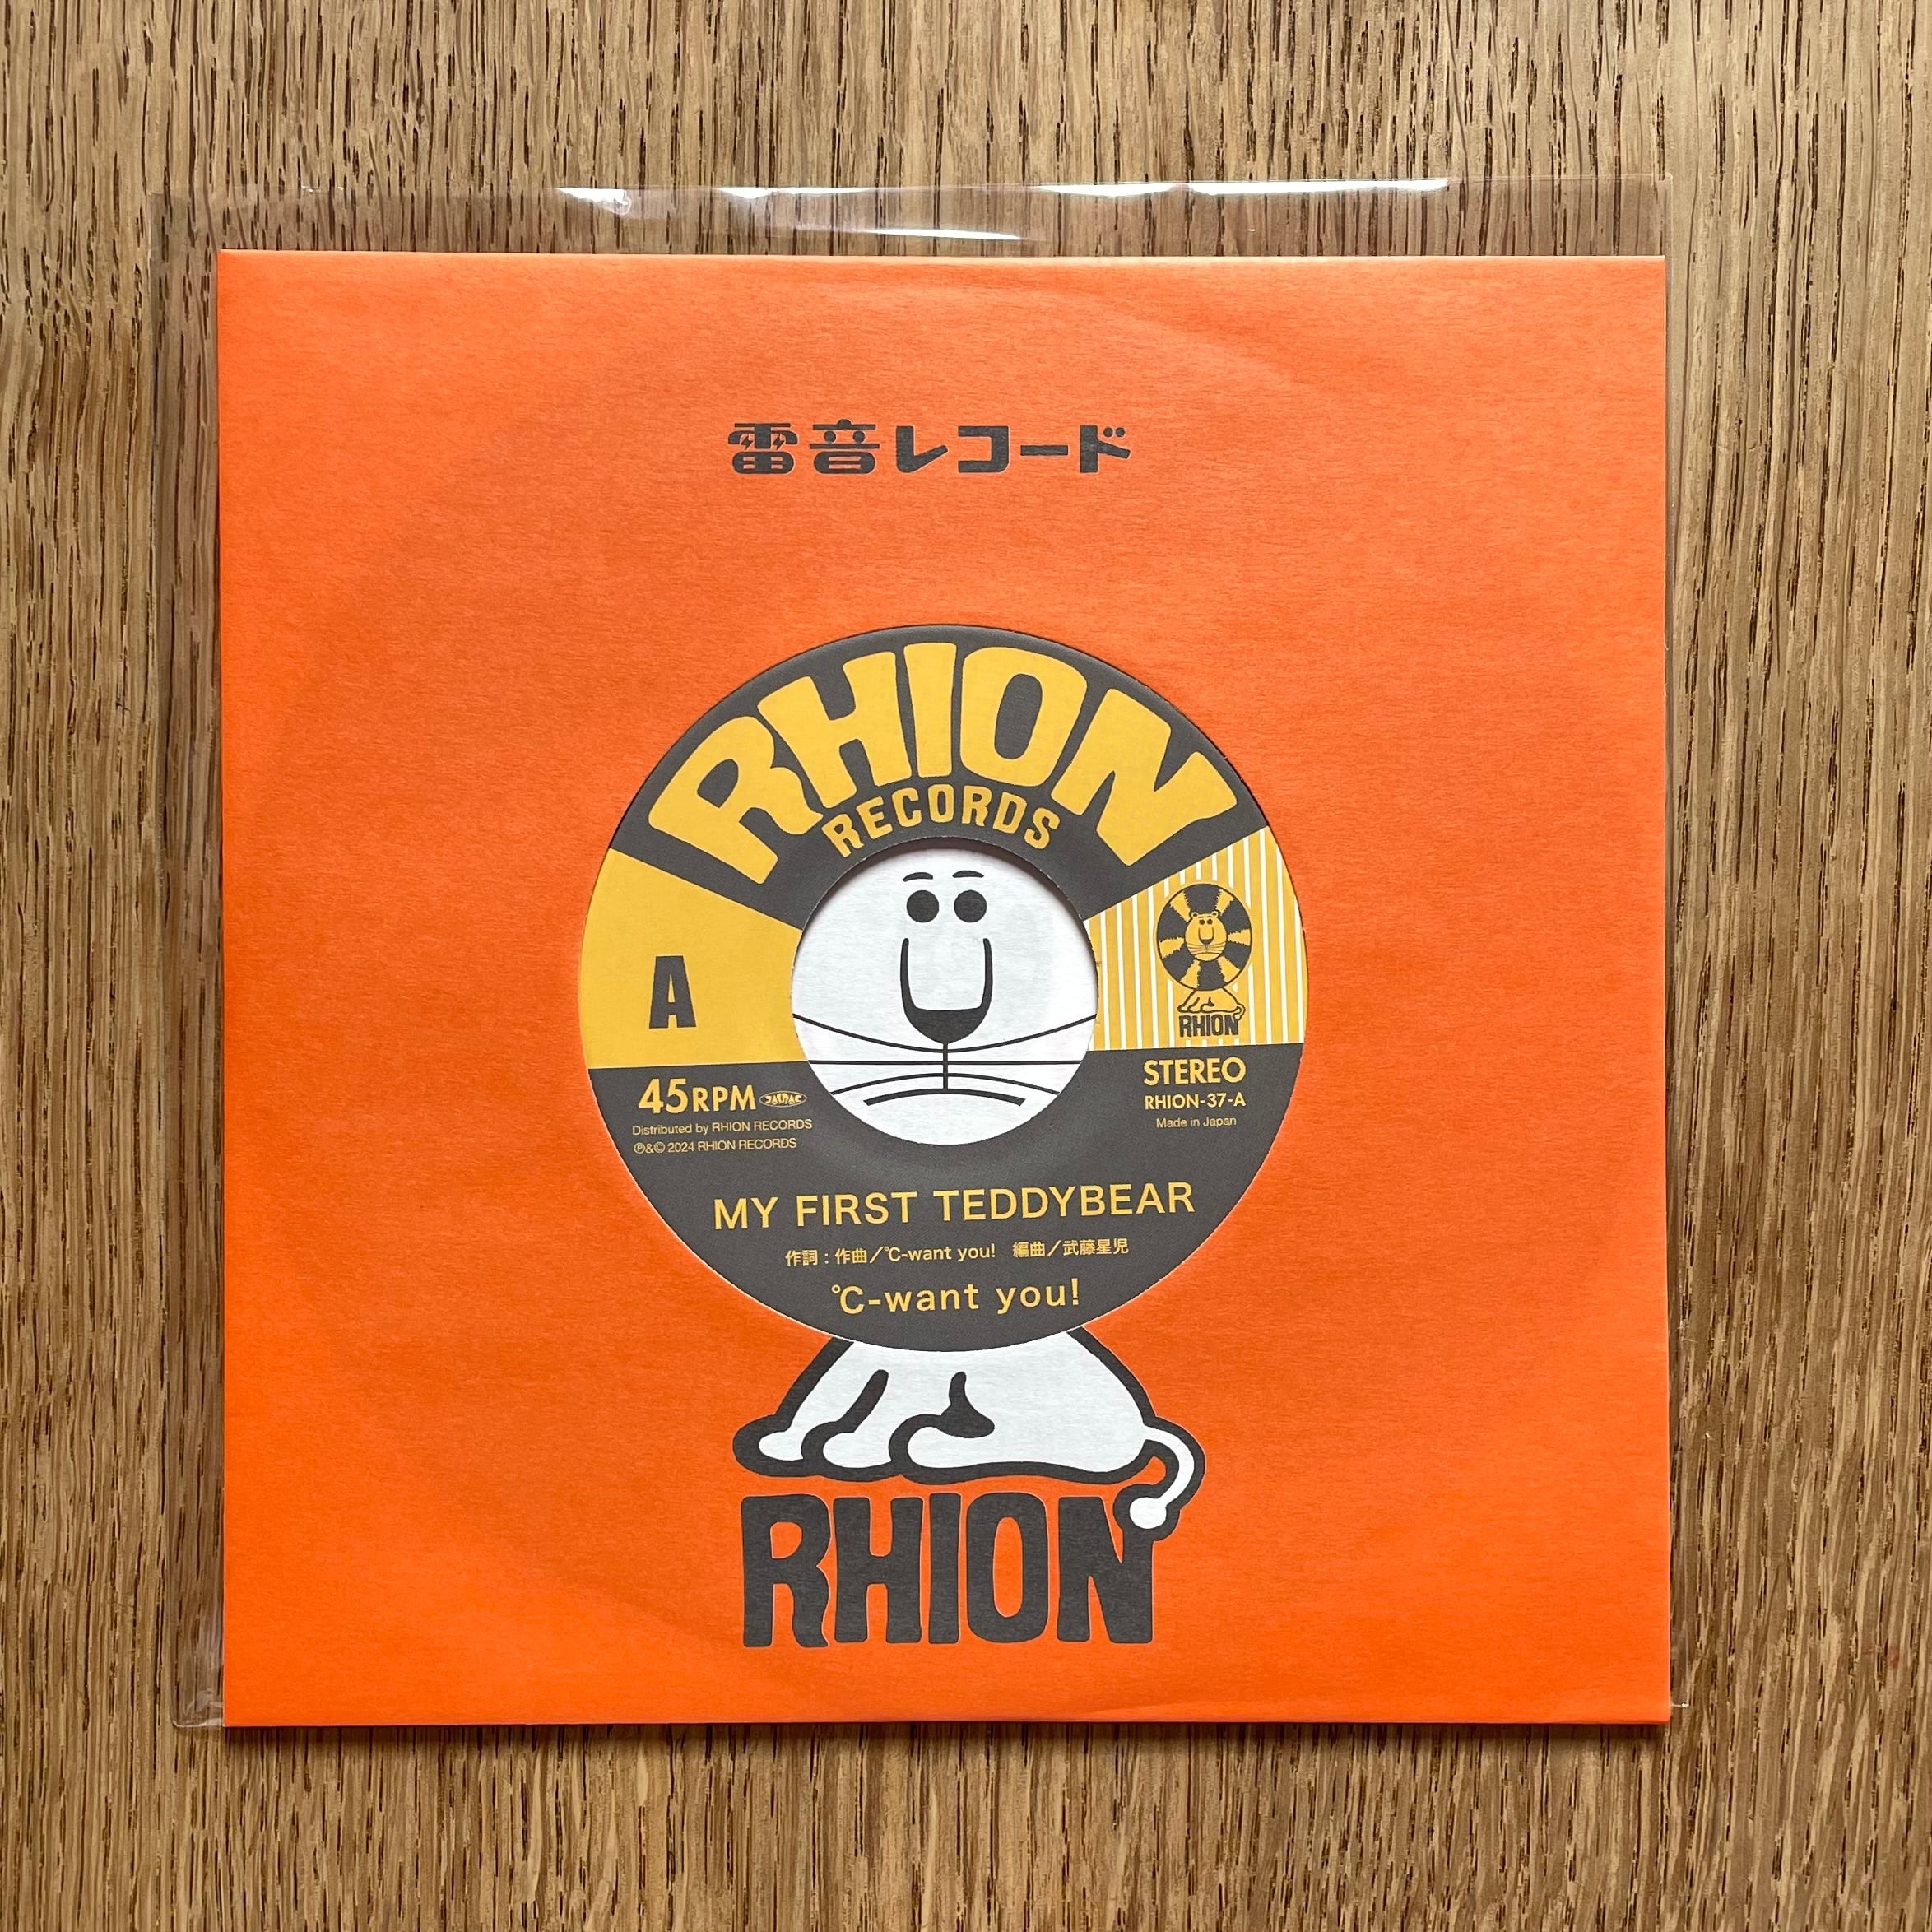 雷音レコード
RHION
RECORDS
A
RHION
45RPM JASRAC
STEREO
RHION-37-A
Made in Japan
Distributed by RHION RECORDS
℗&© 2024 RHION RECORDS
MY FIRST TEDDYBEAR
作詞：作曲／℃-want you!　編曲／武藤星児
℃-want you!
RHION